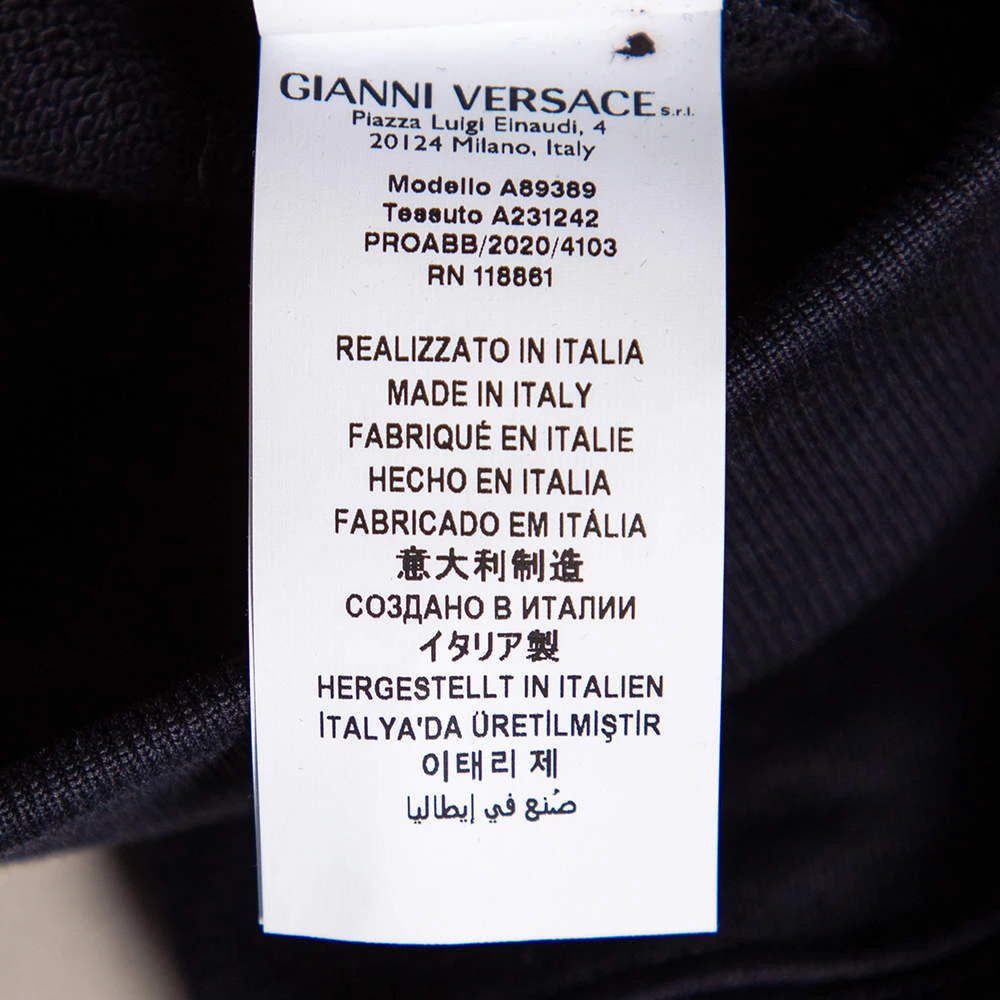 GIANNI VERSACE S.r.l.
Piazza Luigi Einaudi, 4
20124 Milano, Italy
Modello A89389
Tessuto A231242
PROABB/2020/4103
RN 118861
REALIZZATO IN ITALIA
MADE IN ITALY
FABRIQUÉ EN ITALIE
HECHO EN ITALIA
FABRICADO EM ITÁLIA
意大利制造
СОЗДАНО В ИТАЛИИ
イタリア製
HERGESTELLT IN ITALIEN
İTALYA'DA ÜRETİLMİŞTİR
이태리 제
صُنع في إيطاليا